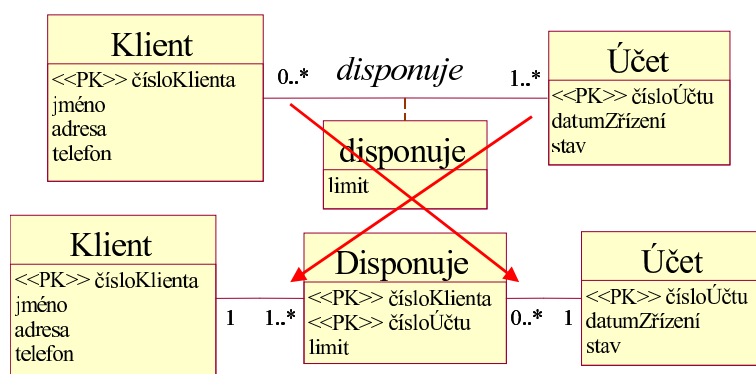 Klient
<<PK>> čísloKlienta
jméno
adresa
telefon
0..*
disponuje
1..*
Účet
<<PK>> čísloÚčtu
datumZřízení
stav
disponuje
limit
Klient
<<PK>> čísloKlienta
jméno
adresa
telefon
1
1..*
Disponuje
<<PK>> čísloKlienta
<<PK>> čísloÚčtu
limit
0..*
1
Účet
<<PK>> čísloÚčtu
datumZřízení
stav